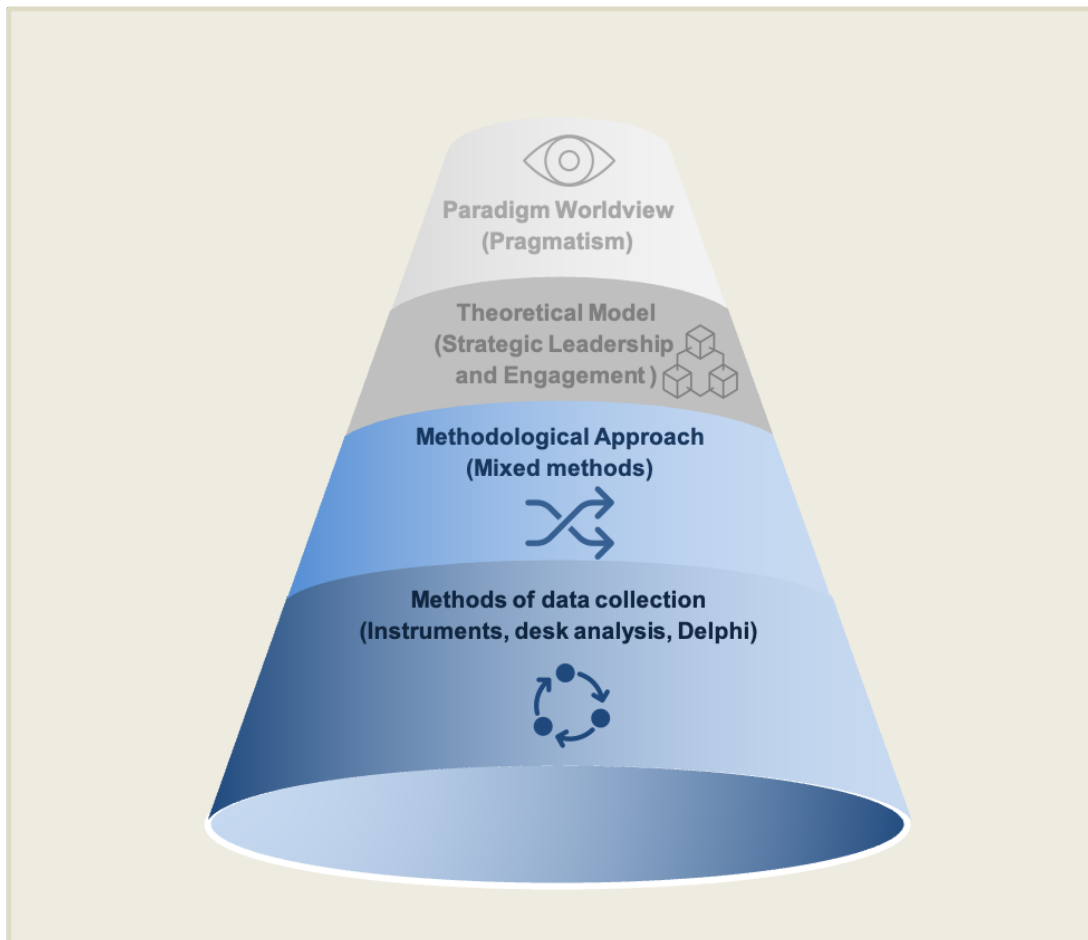 Paradigm Worldview
(Pragmatism)
Theoretical Model
(Strategic Leadership
and Engagement )
Methodological Approach
(Mixed methods)
Methods of data collection
(Instruments, desk analysis, Delphi)